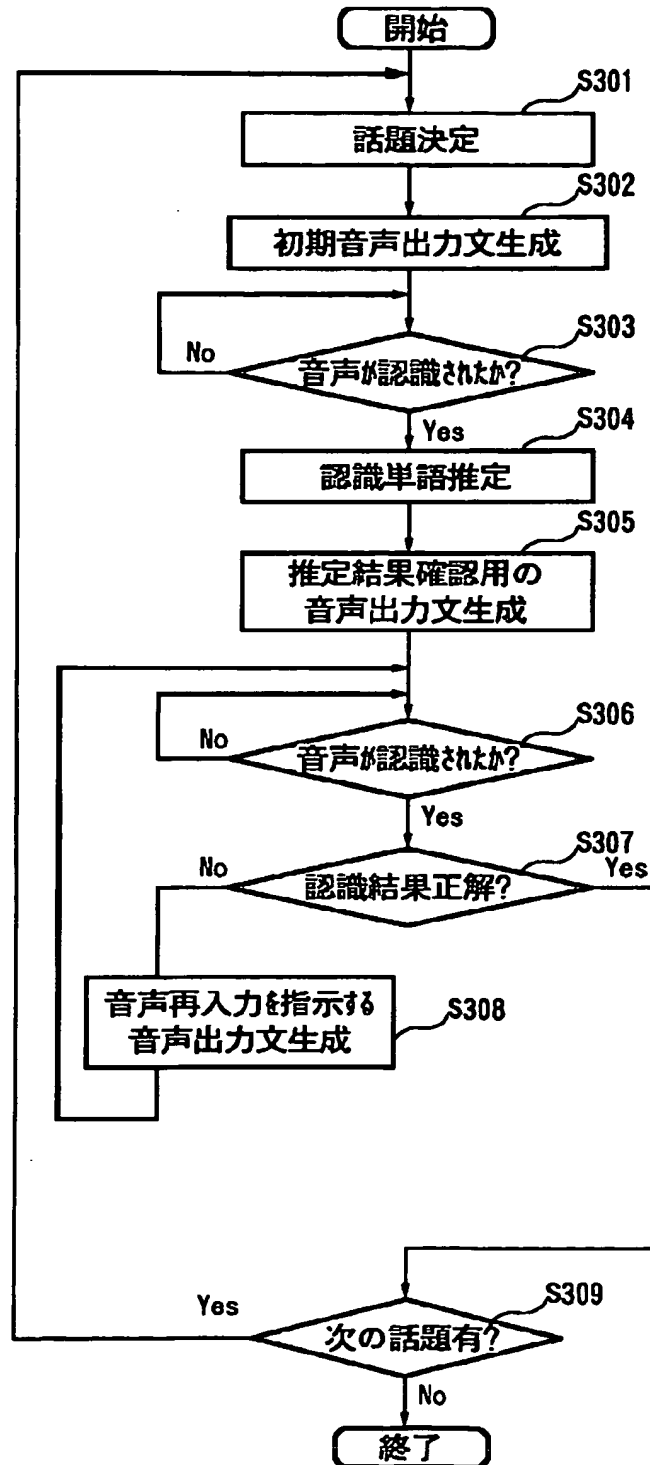 開始
S301
話題決定
S302
初期音声出力文生成
S303
音声が認識されたか?
No
Yes
S304
認識単語推定
S305
推定結果確認用の
音声出力文生成
S306
No
音声が認識されたか?
Yes
S307
No
認識結果正解?
Yes
音声再入力を指示する
音声出力文生成
S308
Yes
S309
次の話題有?
No
終了